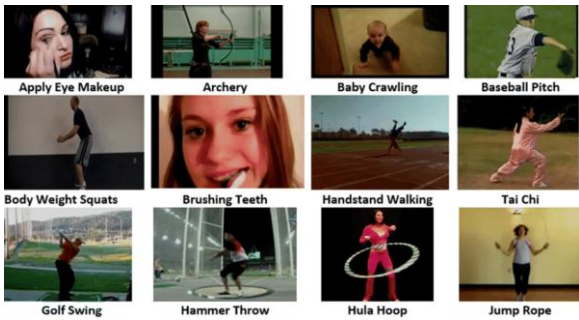 Apply Eye Makeup
Archery
Baby Crawling
Baseball Pitch
Body Weight Squats
Brushing Teeth
Handstand Walking
Tai Chi
Golf Swing
Hammer Throw
Hula Hoop
Jump Rope